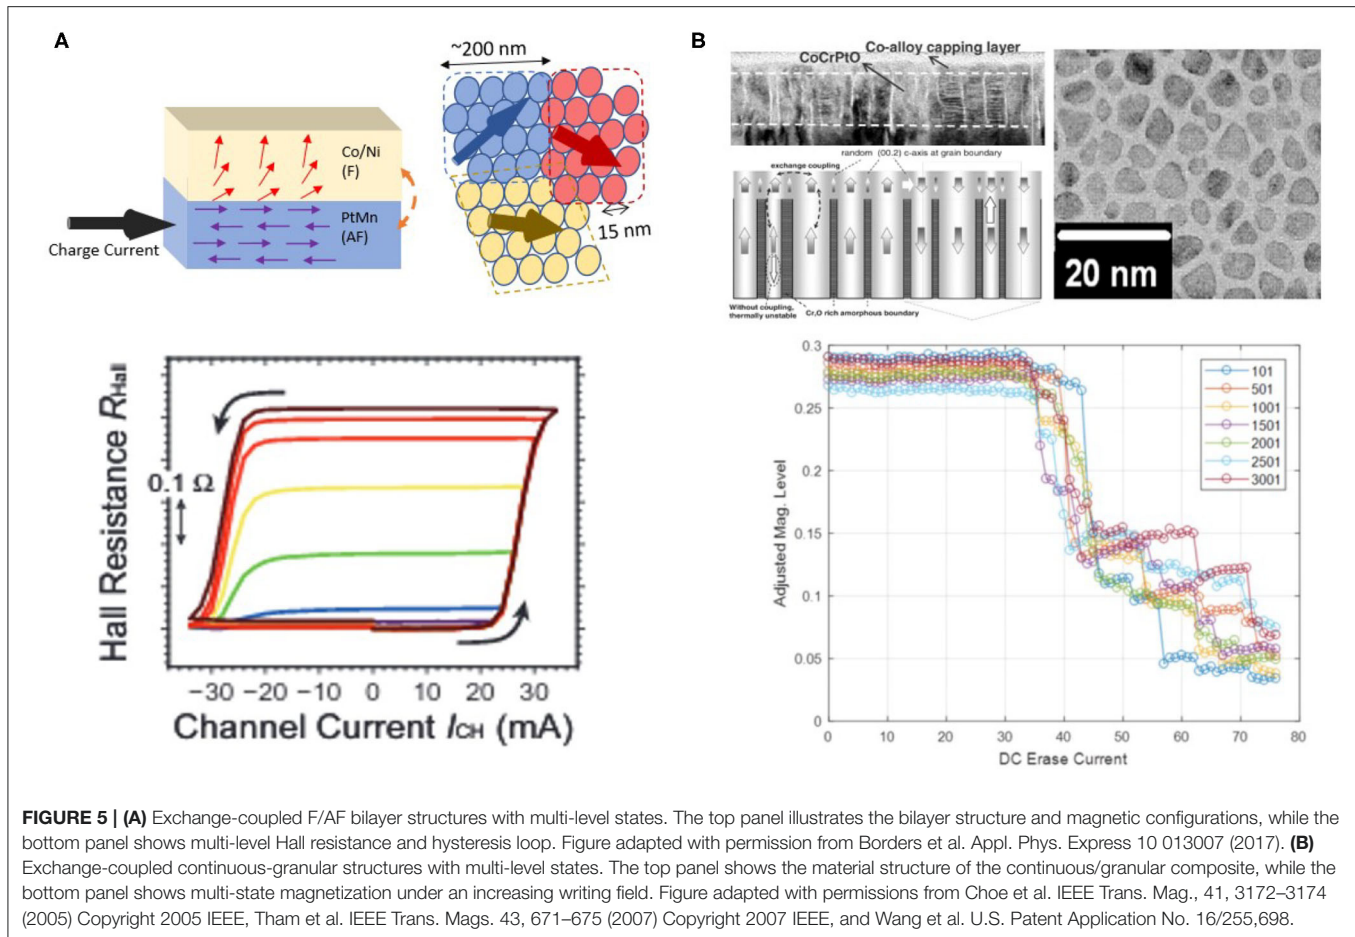 A
~200 nm
Co/Ni
(F)
PtMn
(AF)
Charge Current
15 nm
Hall Resistance RHall
0.1 Ω
−30 −20 −10 0 10 20 30
Channel Current ICH (mA)
B
Co-alloy capping layer
CoCrPtO
random (00.2) c-axis at grain boundary
exchange coupling
Without coupling,
thermally unstable
Cr,O rich amorphous boundary
20 nm
0.3
0.25
0.2
0.15
0.1
0.05
0
Adjusted Mag. Level
101
501
1001
1501
2001
2501
3001
0 10 20 30 40 50 60 70 80
DC Erase Current
FIGURE 5 | (A) Exchange-coupled F/AF bilayer structures with multi-level states. The top panel illustrates the bilayer structure and magnetic configurations, while the
bottom panel shows multi-level Hall resistance and hysteresis loop. Figure adapted with permission from Borders et al. Appl. Phys. Express 10 013007 (2017). (B)
Exchange-coupled continuous-granular structures with multi-level states. The top panel shows the material structure of the continuous/granular composite, while the
bottom panel shows multi-state magnetization under an increasing writing field. Figure adapted with permissions from Choe et al. IEEE Trans. Mag., 41, 3172–3174
(2005) Copyright 2005 IEEE, Tham et al. IEEE Trans. Mags. 43, 671–675 (2007) Copyright 2007 IEEE, and Wang et al. U.S. Patent Application No. 16/255,698.